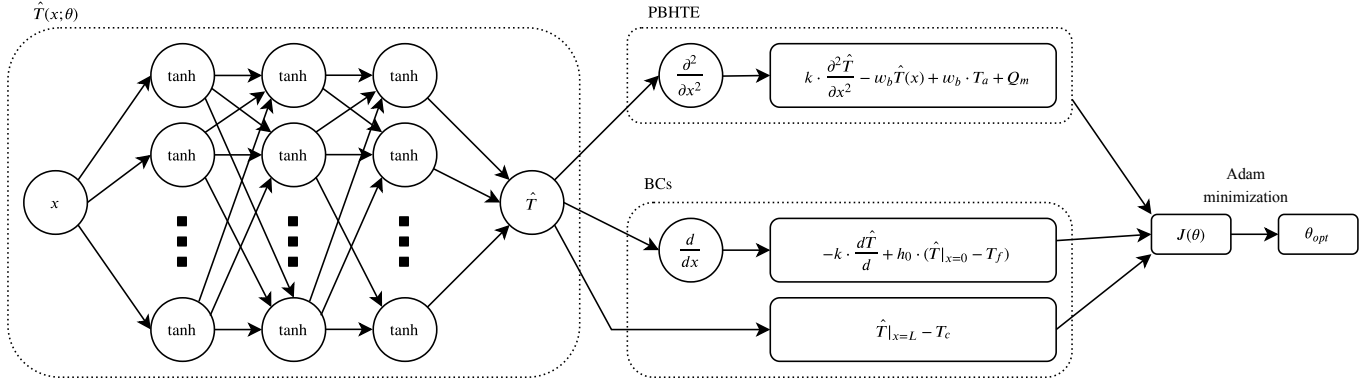 T̂(x;θ)
tanh tanh tanh
tanh tanh tanh
x
tanh tanh tanh
T̂
PBHTE
∂²/∂x²
k · ∂²T̂/∂x² − w_b T̂(x) + w_b · T_a + Q_m
BCs
d/dx
−k · dT̂/d + h₀ · (T̂|ₓ₌₀ − T_f)
T̂|ₓ₌L − T_c
J(θ)
Adam
minimization
θ_opt